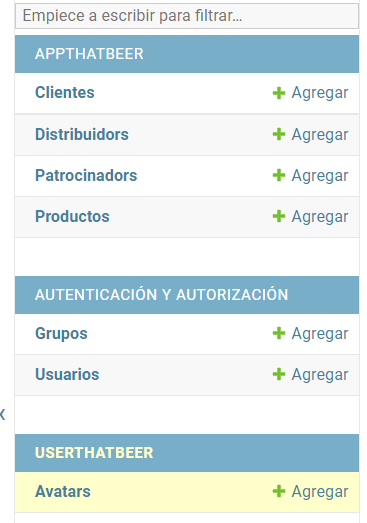 Empiece a escribir para filtrar...
APPTHATBEER
Clientes + Agregar
Distribuidors + Agregar
Patrocinadors + Agregar
Productos + Agregar
AUTENTICACIÓN Y AUTORIZACIÓN
Grupos + Agregar
Usuarios + Agregar
x
USERTHATBEER
Avatars + Agregar